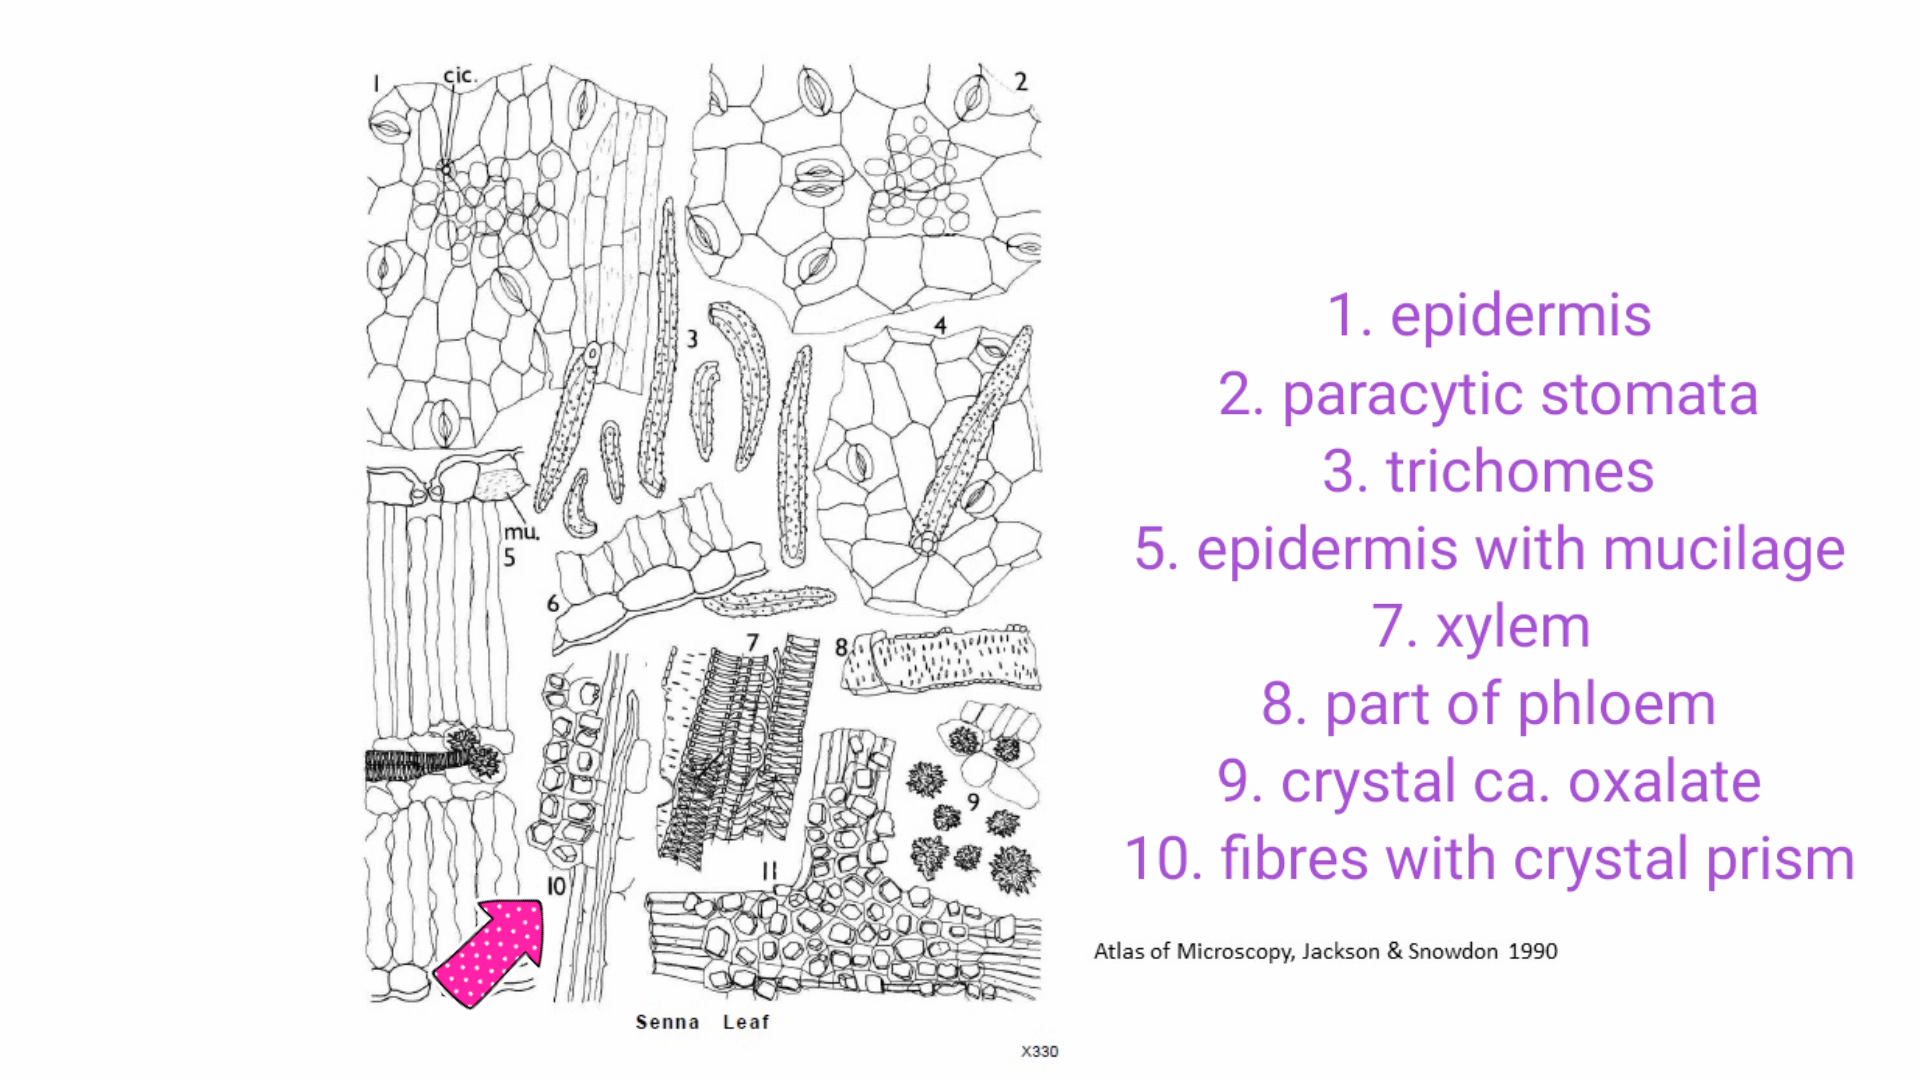 1
cic.
2
3
4
mu.
5
6
7
8
9
10
11
Senna Leaf
X330
1. epidermis
2. paracytic stomata
3. trichomes
5. epidermis with mucilage
7. xylem
8. part of phloem
9. crystal ca. oxalate
10. fibres with crystal prism
Atlas of Microscopy, Jackson & Snowdon 1990